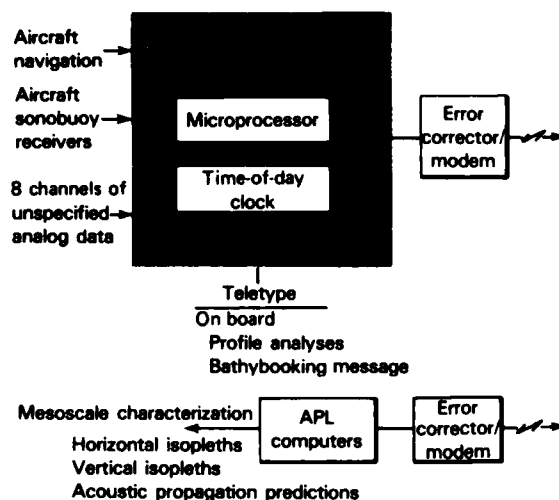 Aircraft
navigation
Aircraft
sonobuoy
receivers
8 channels of
unspecified
analog data
Microprocessor
Time-of-day
clock
Error
corrector/
modem
Teletype
On board
Profile analyses
Bathybooking message
Mesoscale characterization
Horizontal isopleths
Vertical isopleths
Acoustic propagation predictions
APL
computers
Error
corrector/
modem